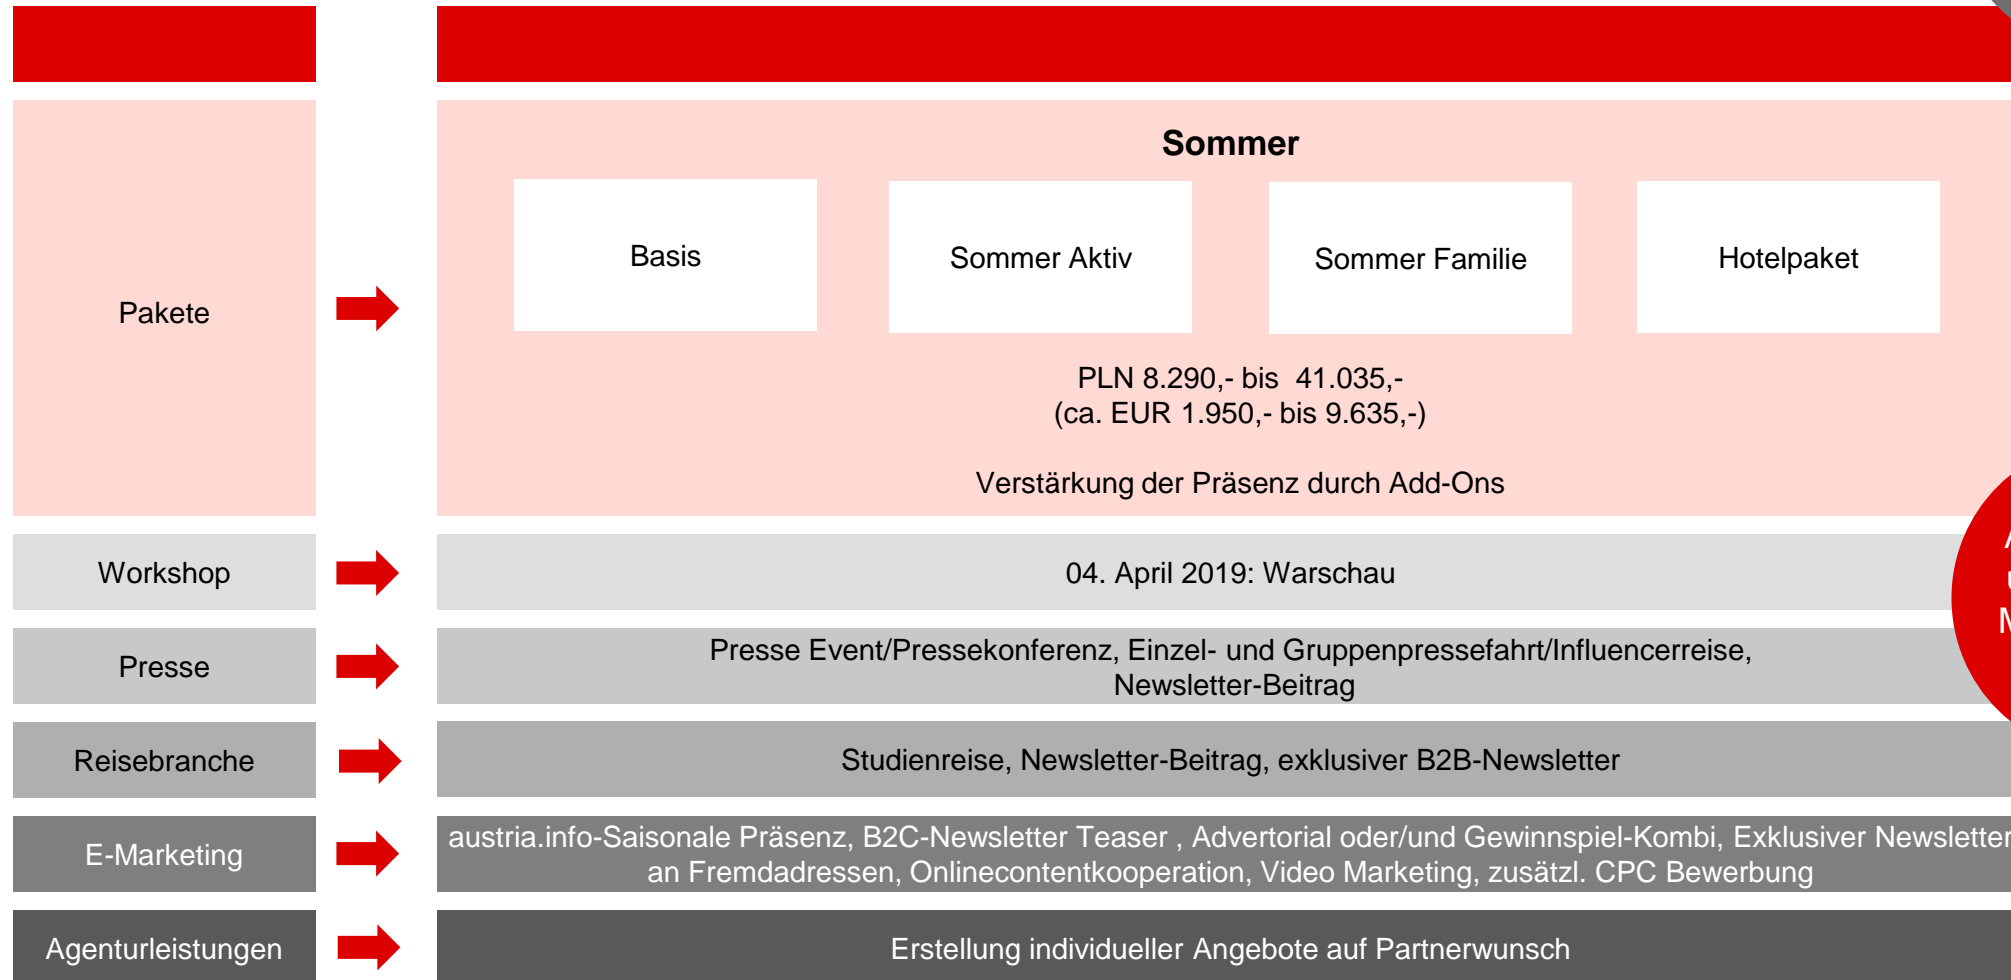 Sommer
Basis
Sommer Aktiv
Sommer Familie
Hotelpaket
Pakete
PLN 8.290,- bis 41.035,-
(ca. EUR 1.950,- bis 9.635,-)
Verstärkung der Präsenz durch Add-Ons
Workshop
04. April 2019: Warschau
Presse
Presse Event/Pressekonferenz, Einzel- und Gruppenpressefahrt/Influencerreise,
Newsletter-Beitrag
Reisebranche
Studienreise, Newsletter-Beitrag, exklusiver B2B-Newsletter
E-Marketing
austria.info-Saisonale Präsenz, B2C-Newsletter Teaser , Advertorial oder/und Gewinnspiel-Kombi, Exklusiver Newsletter
an Fremdadressen, Onlinecontentkooperation, Video Marketing, zusätzl. CPC Bewerbung
Agenturleistungen
Erstellung individueller Angebote auf Partnerwunsch